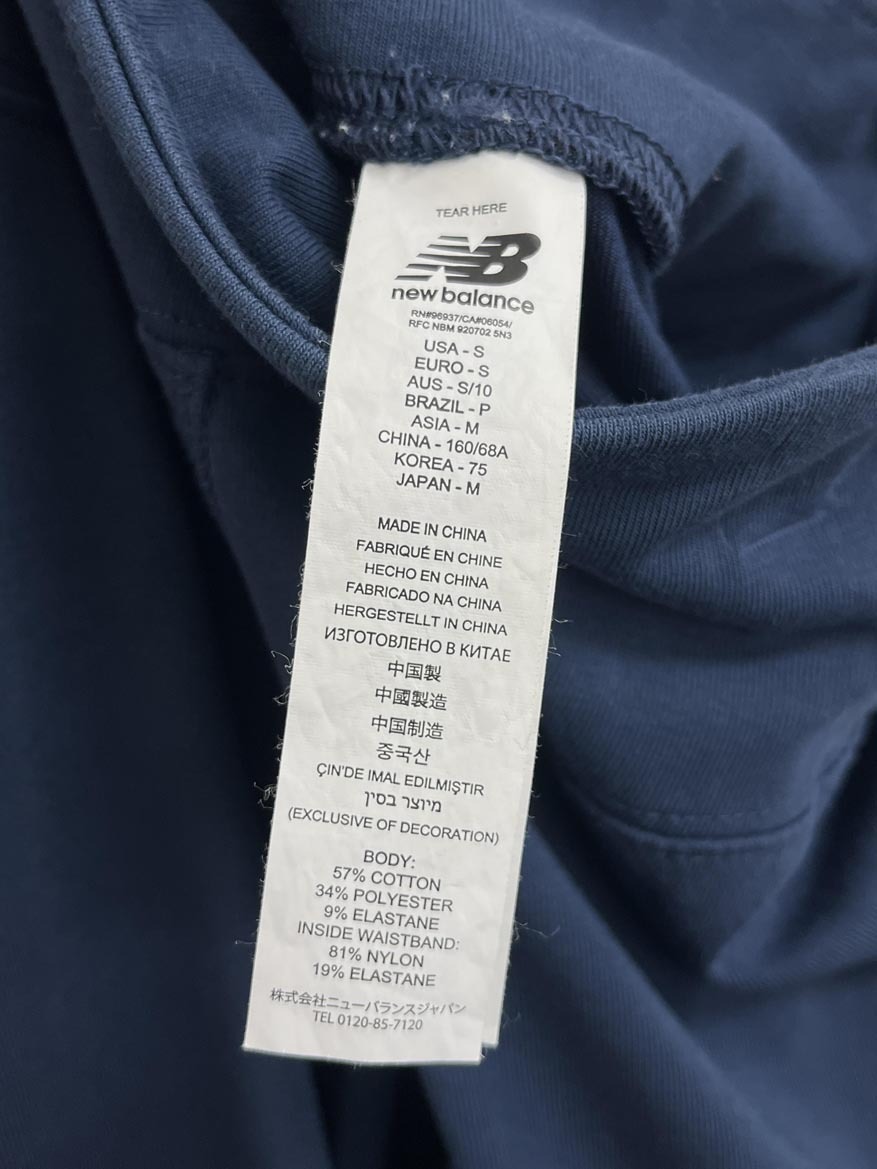 TEAR HERE
NB
new balance
RN#96937/CA#06054/
RFC NBM 920702 5N3
USA - S
EURO - S
AUS - S/10
BRAZIL - P
ASIA - M
CHINA - 160/68A
KOREA - 75
JAPAN - M
MADE IN CHINA
FABRIQUÉ EN CHINE
HECHO EN CHINA
FABRICADO NA CHINA
HERGESTELLT IN CHINA
ИЗГОТОВЛЕНО В КИТАЕ
中国製
中國製造
中国制造
중국산
ÇIN'DE IMAL EDILMIŞTIR
מיוצר בסין
(EXCLUSIVE OF DECORATION)
BODY:
57% COTTON
34% POLYESTER
9% ELASTANE
INSIDE WAISTBAND:
81% NYLON
19% ELASTANE
株式会社ニューバランスジャパン
TEL 0120-85-7120